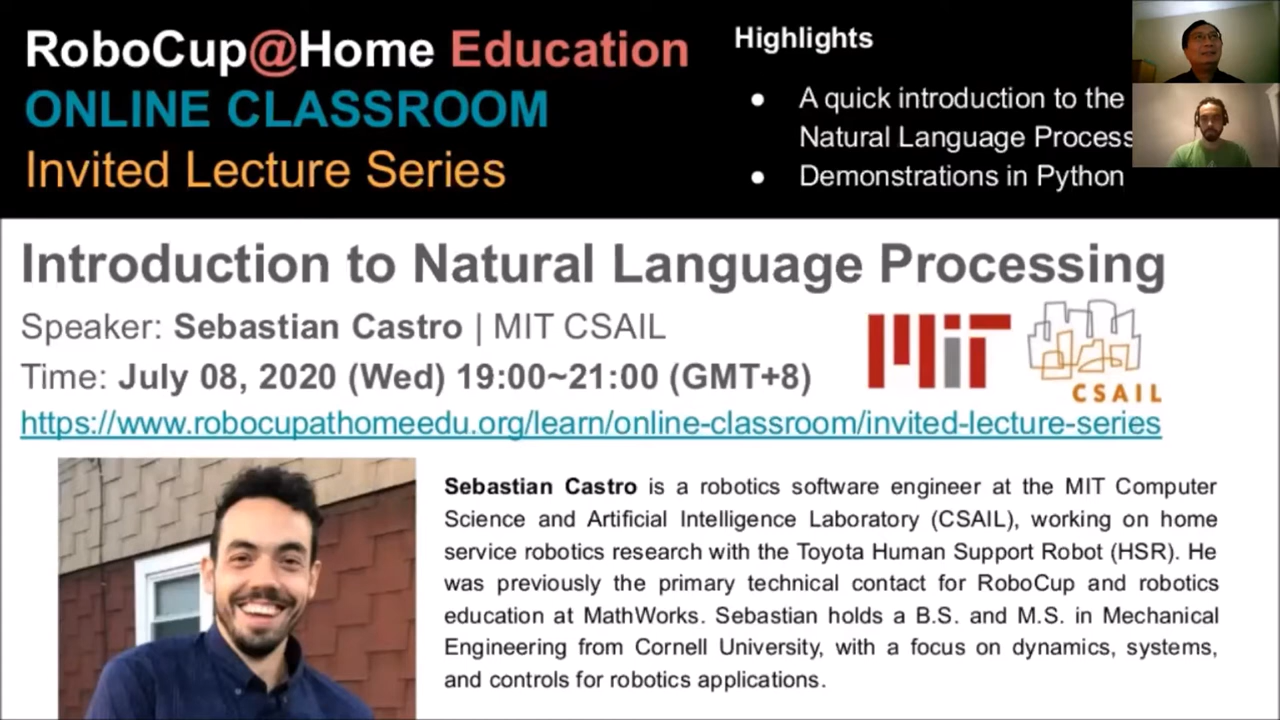 RoboCup@Home Education
ONLINE CLASSROOM
Invited Lecture Series
Highlights
● A quick introduction to the
Natural Language
● Demonstrations in Python
Introduction to Natural Language Processing
Speaker: Sebastian Castro | MIT CSAIL
Time: July 08, 2020 (Wed) 19:00~21:00 (GMT+8)
MIT
CSAIL
https://www.robocupathomeedu.org/learn/online-classroom/invited-lecture-series
Sebastian Castro is a robotics software engineer at the MIT Computer
Science and Artificial Intelligence Laboratory (CSAIL), working on home
service robotics research with the Toyota Human Support Robot (HSR). He
was previously the primary technical contact for RoboCup and robotics
education at MathWorks. Sebastian holds a B.S. and M.S. in Mechanical
Engineering from Cornell University, with a focus on dynamics, systems,
and controls for robotics applications.